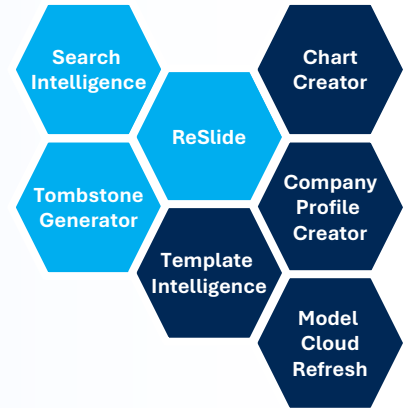 Search
Intelligence
Chart
Creator
ReSlide
Tombstone
Generator
Company
Profile
Creator
Template
Intelligence
Model
Cloud
Refresh